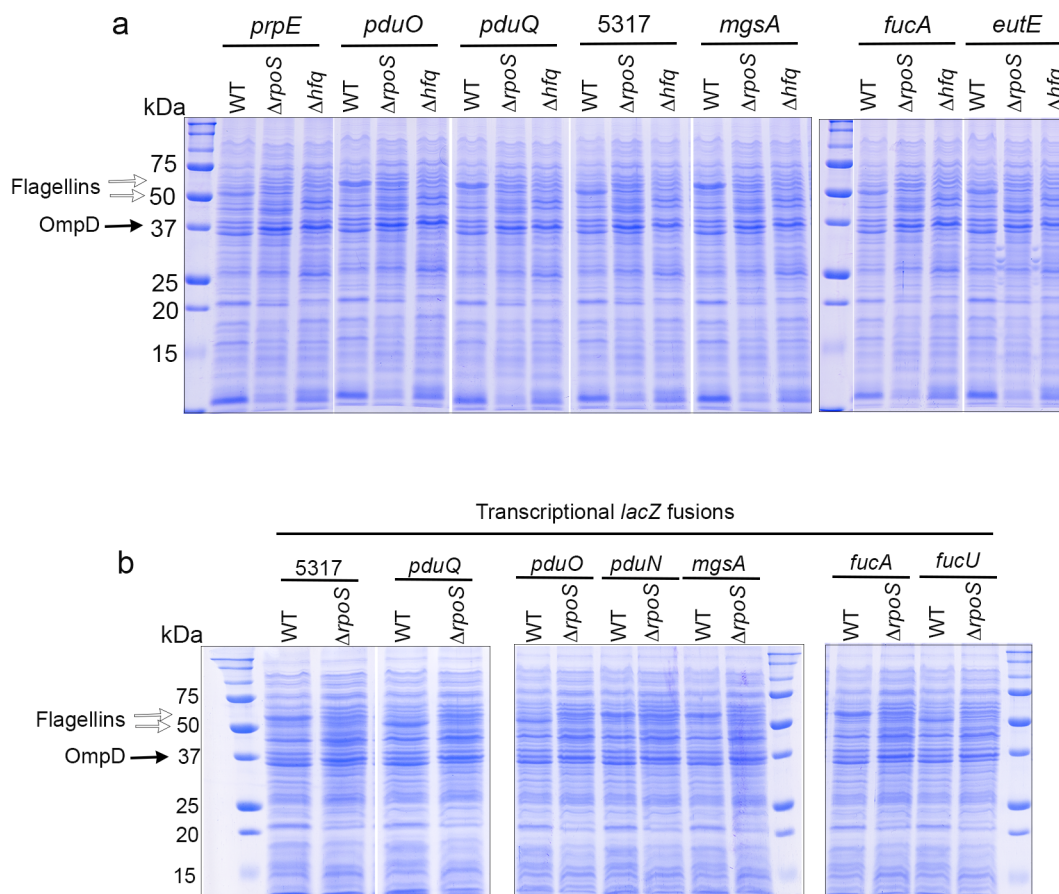 a
prpE pduO pduQ 5317 mgsA fucA eutE
WT ΔrpoS Δhfq WT ΔrpoS Δhfq WT ΔrpoS Δhfq WT ΔrpoS Δhfq WT ΔrpoS Δhfq WT ΔrpoS Δhfq WT ΔrpoS Δhfq
kDa
75
Flagellins
50
OmpD 37
25
20
15
Transcriptional lacZ fusions
b
5317 pduQ pduO pduN mgsA fucA fucU
WT ΔrpoS WT ΔrpoS WT ΔrpoS WT ΔrpoS WT ΔrpoS WT ΔrpoS WT ΔrpoS
kDa
75
Flagellins
50
OmpD 37
25
20
15